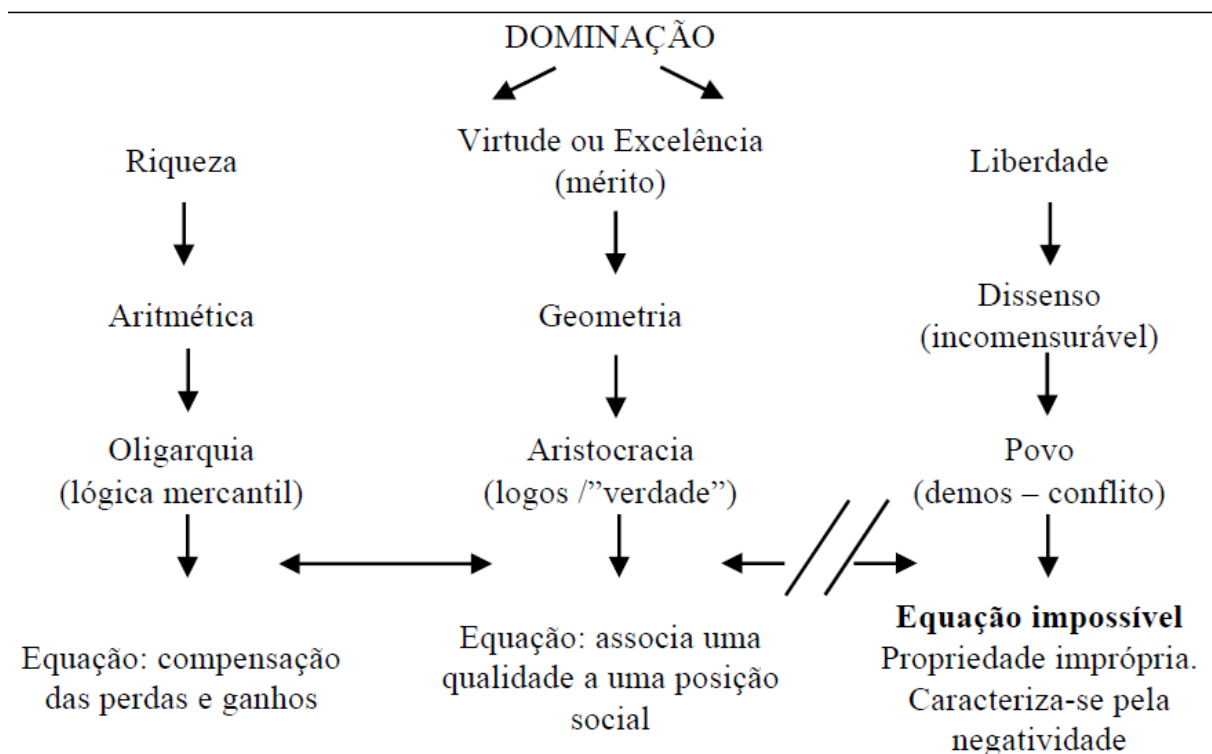 DOMINAÇÃO
Riqueza
Virtude ou Excelência
(mérito)
Liberdade
Aritmética
Geometria
Dissenso
(incomensurável)
Oligarquia
(lógica mercantil)
Aristocracia
(logos /”verdade”)
Povo
(demos – conflito)
Equação: compensação
das perdas e ganhos
Equação: associa uma
qualidade a uma posição
social
Equação impossível
Propriedade imprópria.
Caracteriza-se pela
negatividade